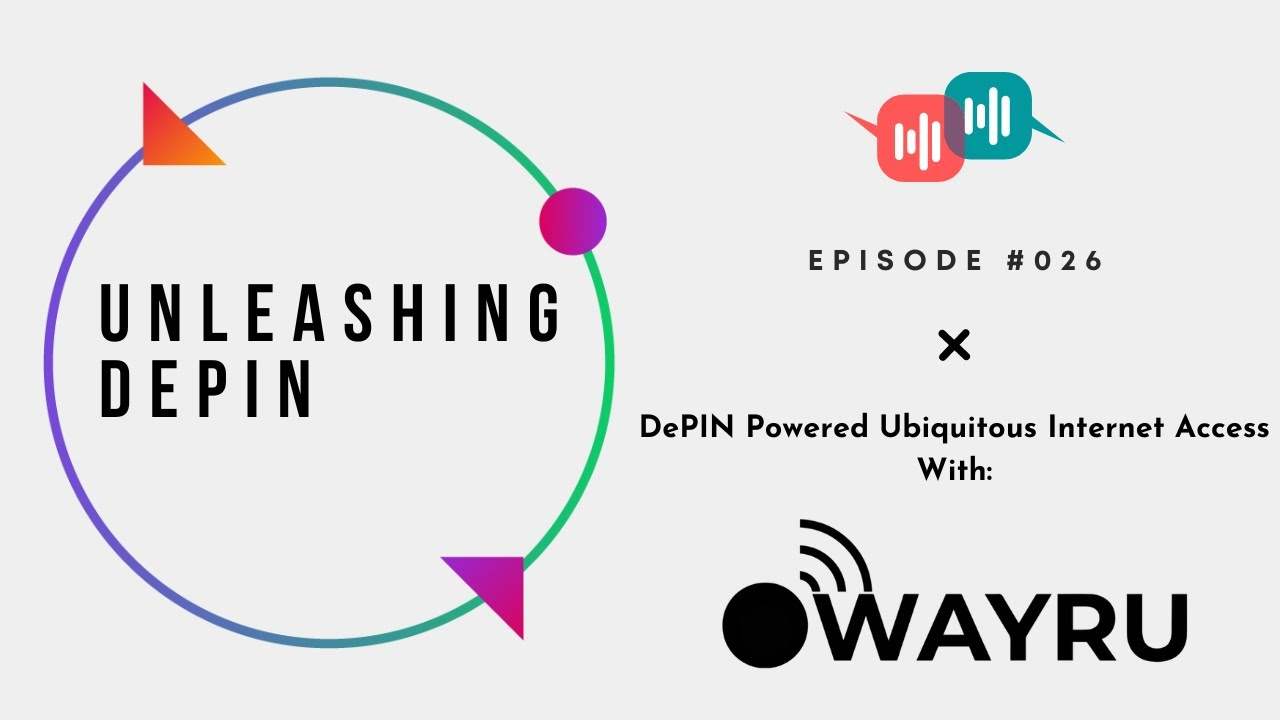 UNLEASHING
DEPIN
EPISODE #026
DePIN Powered Ubiquitous Internet Access
With:
WAYRU